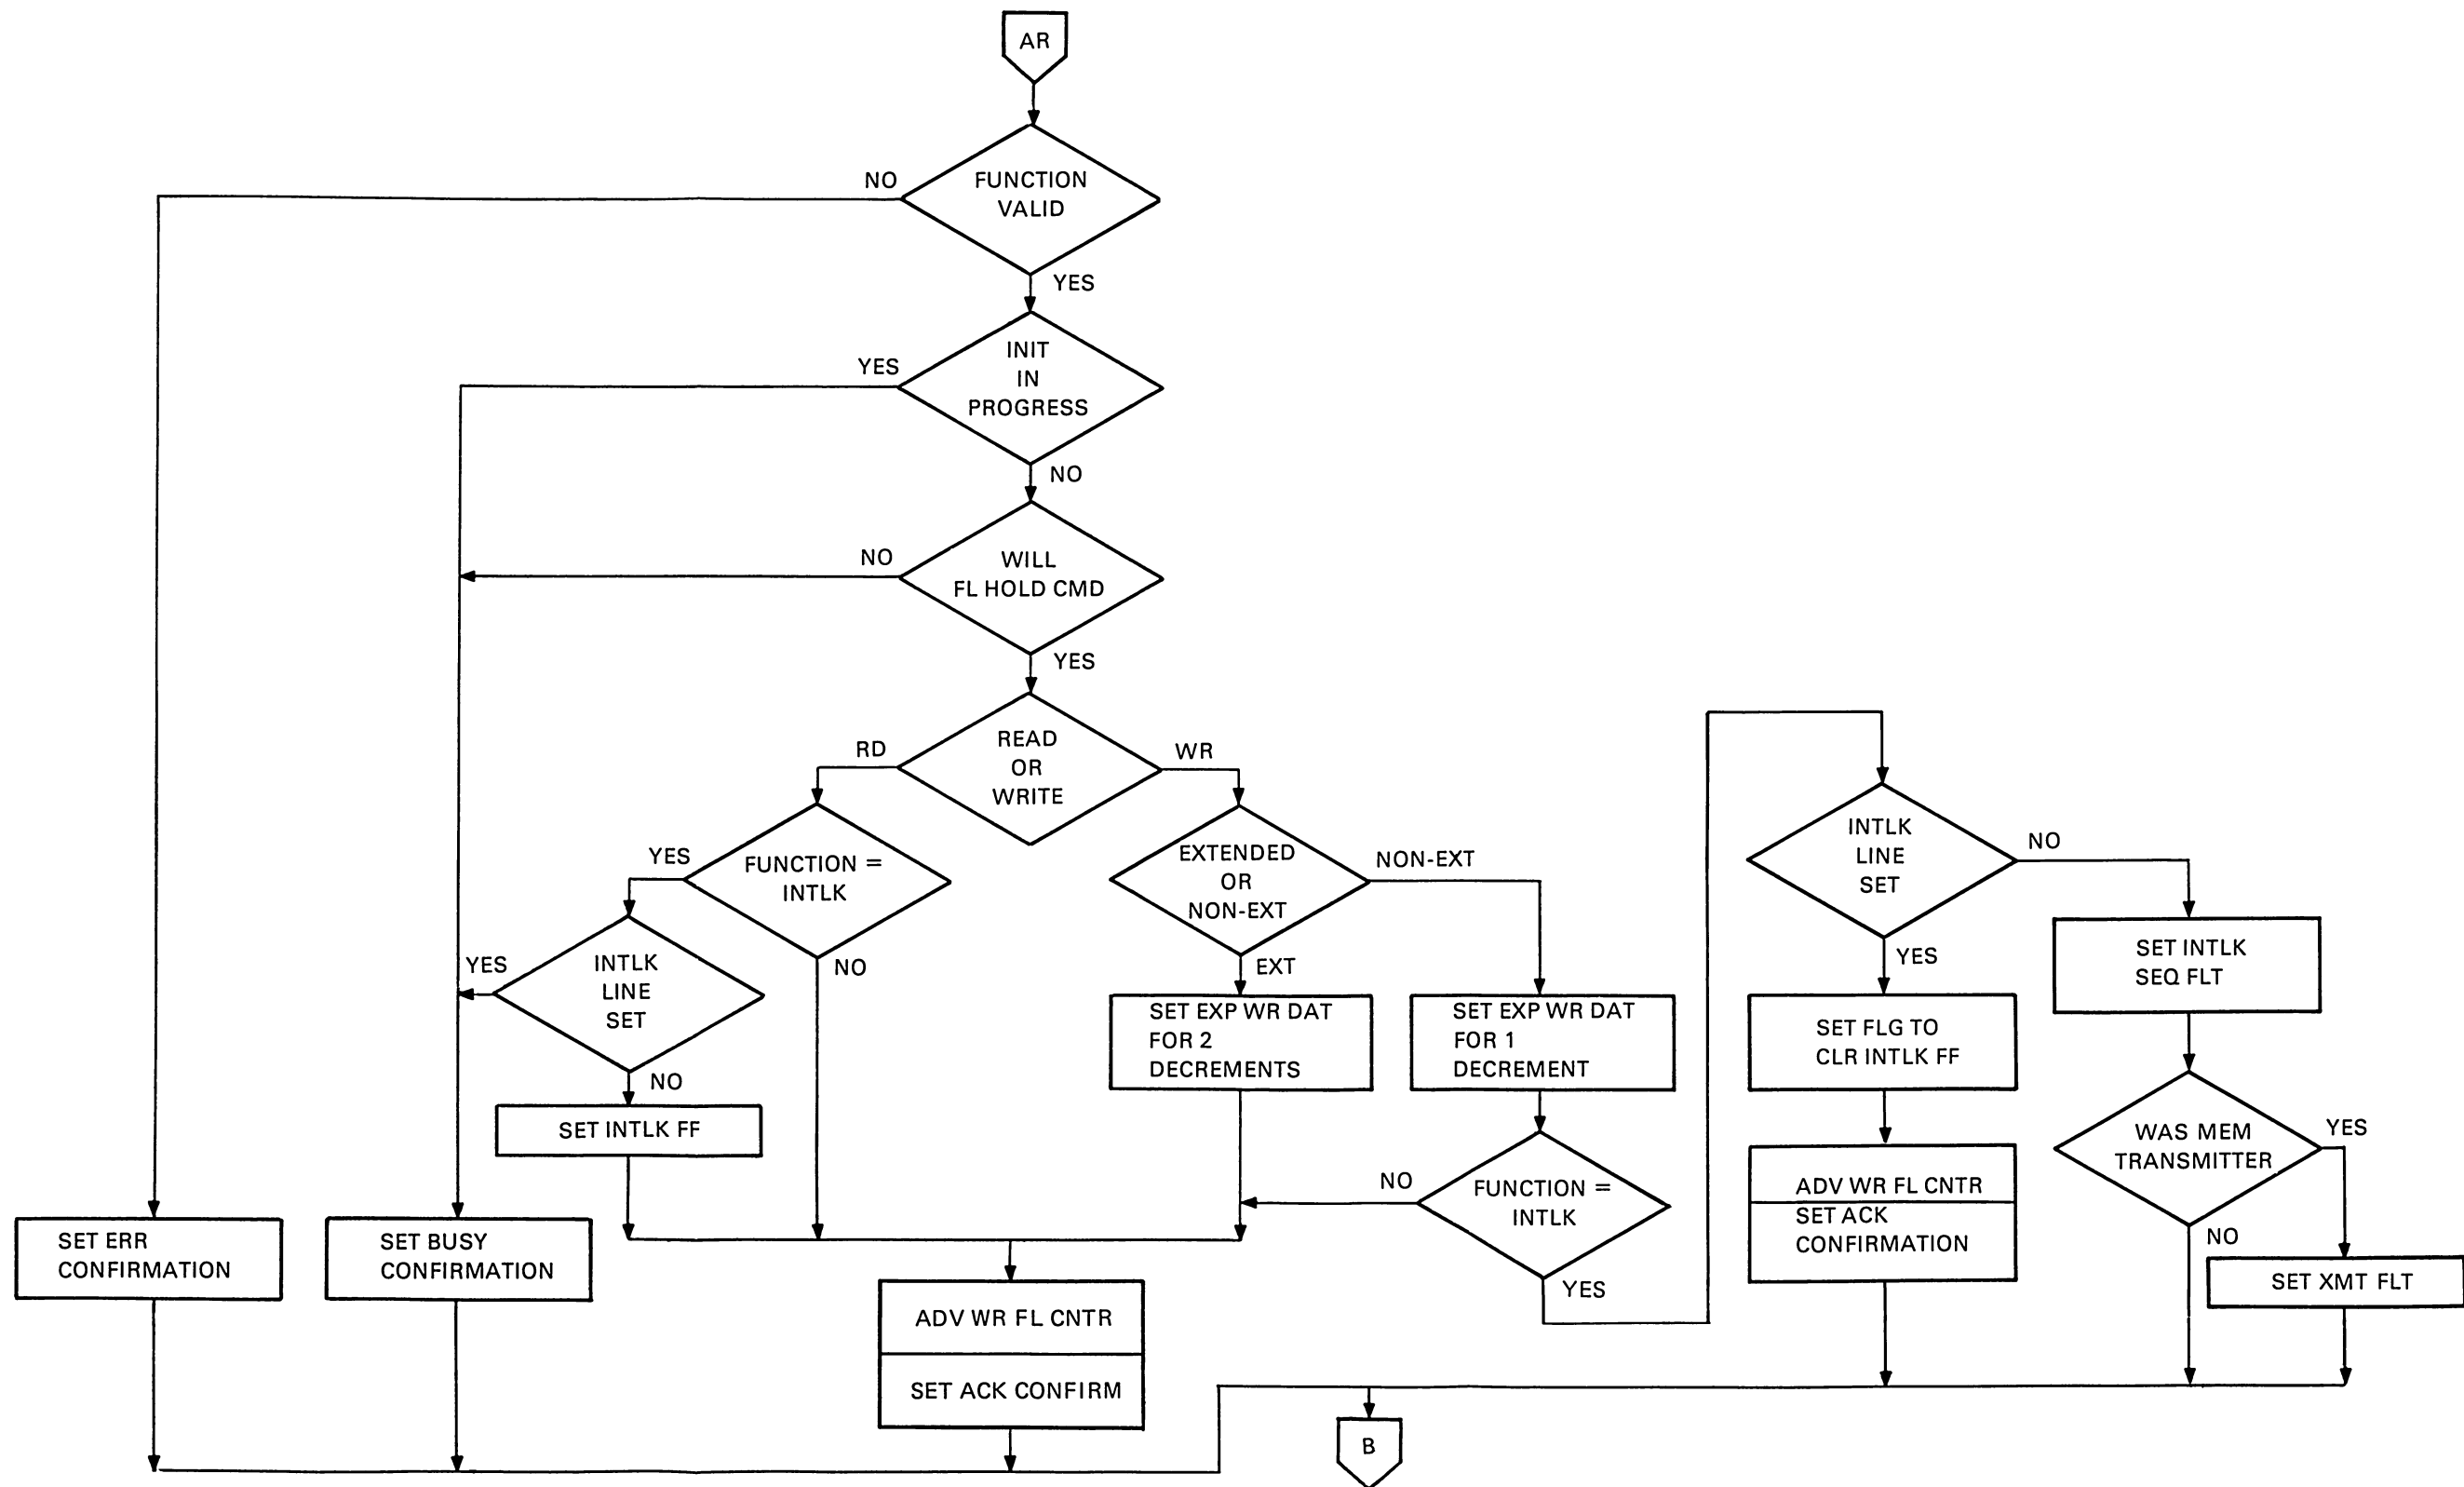 AR
NO
FUNCTION
VALID
YES
YES
INIT
IN
PROGRESS
NO
NO
WILL
FL HOLD CMD
YES
RD
READ
OR
WRITE
WR
YES
FUNCTION =
INTLK
NO
EXTENDED
OR
NON-EXT
NON-EXT
EXT
YES
INTLK
LINE
SET
NO
SET INTLK FF
SET EXP WR DAT
FOR 2
DECREMENTS
SET EXP WR DAT
FOR 1
DECREMENT
NO
FUNCTION =
INTLK
YES
INTLK
LINE
SET
NO
YES
SET INTLK
SEQ FLT
SET FLG TO
CLR INTLK FF
WAS MEM
TRANSMITTER
YES
NO
ADV WR FL CNTR
SET ACK
CONFIRMATION
SET XMT FLT
SET ERR
CONFIRMATION
SET BUSY
CONFIRMATION
ADV WR FL CNTR
SET ACK CONFIRM
B